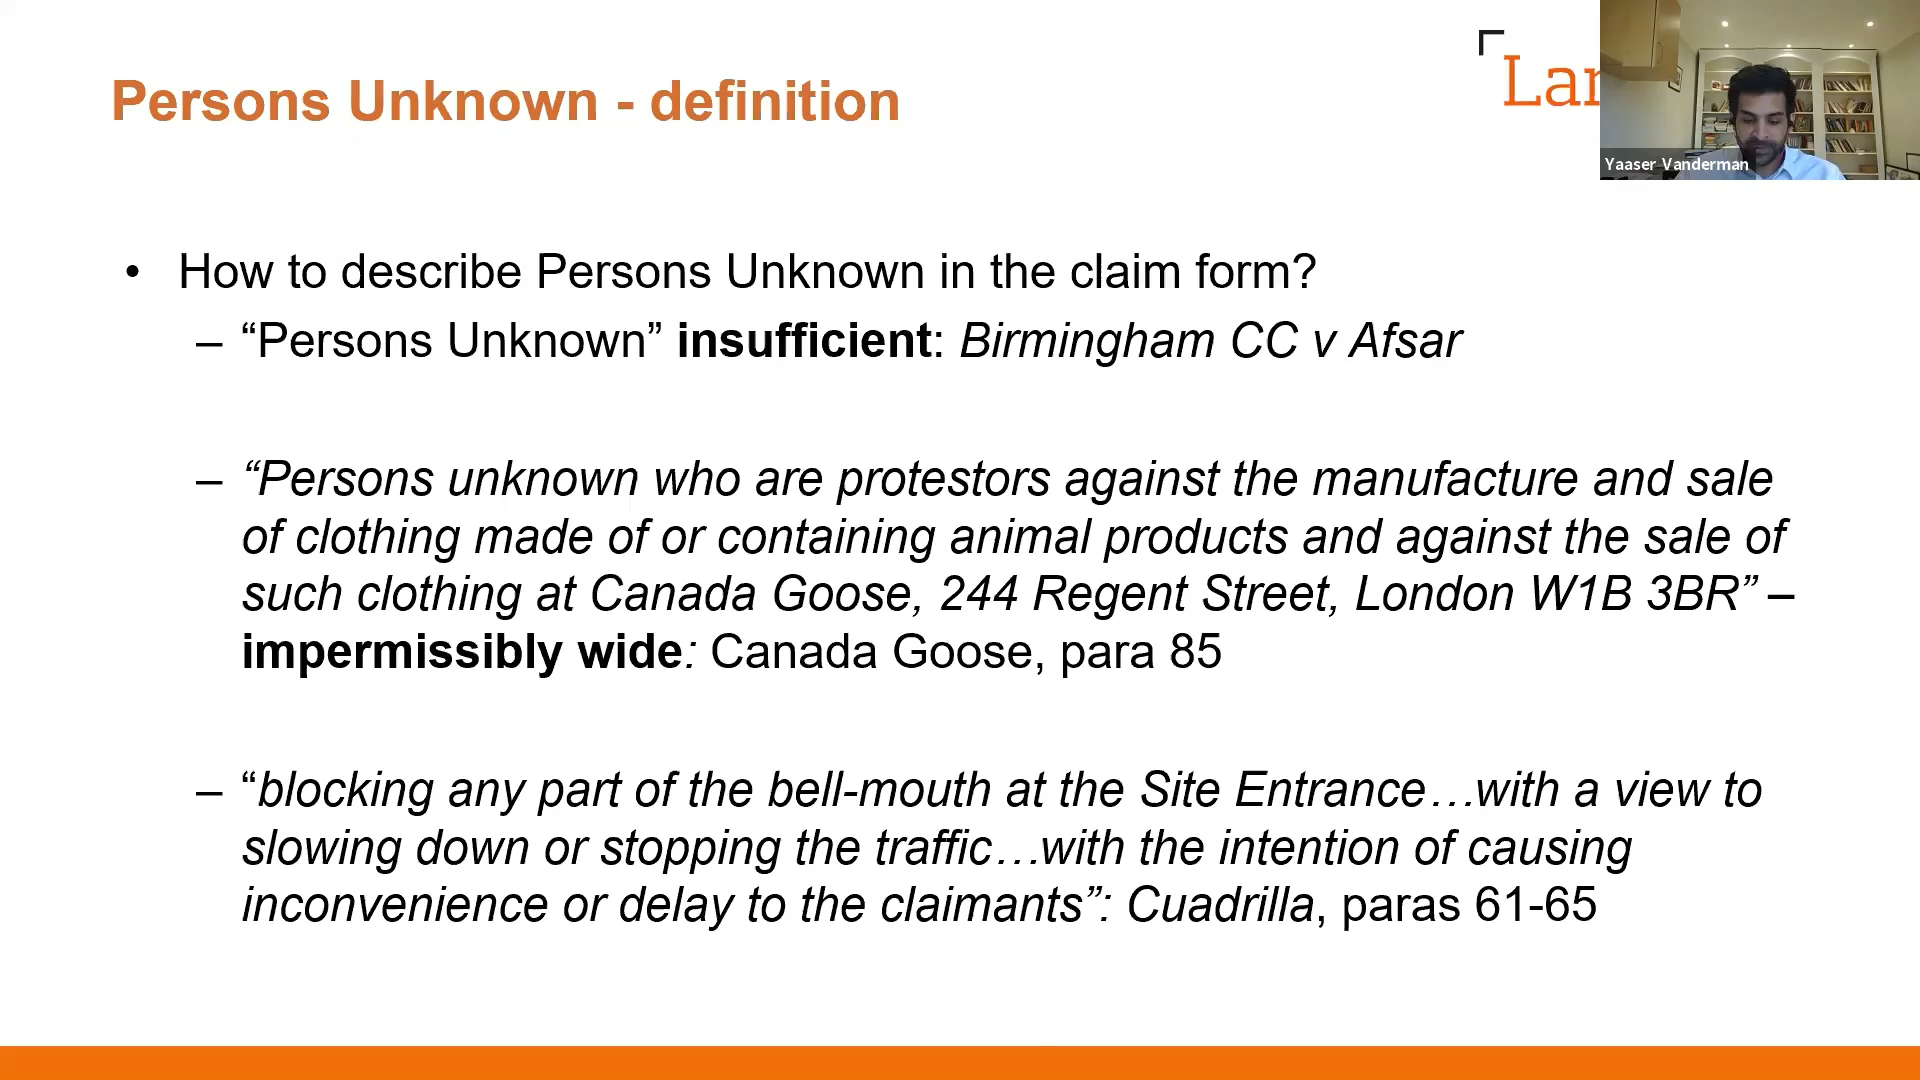 Persons Unknown - definition
Lan
Yaaser Vanderman
• How to describe Persons Unknown in the claim form?
– “Persons Unknown” insufficient: Birmingham CC v Afsar
– “Persons unknown who are protestors against the manufacture and sale
of clothing made of or containing animal products and against the sale of
such clothing at Canada Goose, 244 Regent Street, London W1B 3BR” –
impermissibly wide: Canada Goose, para 85
– “blocking any part of the bell-mouth at the Site Entrance…with a view to
slowing down or stopping the traffic…with the intention of causing
inconvenience or delay to the claimants”: Cuadrilla, paras 61-65